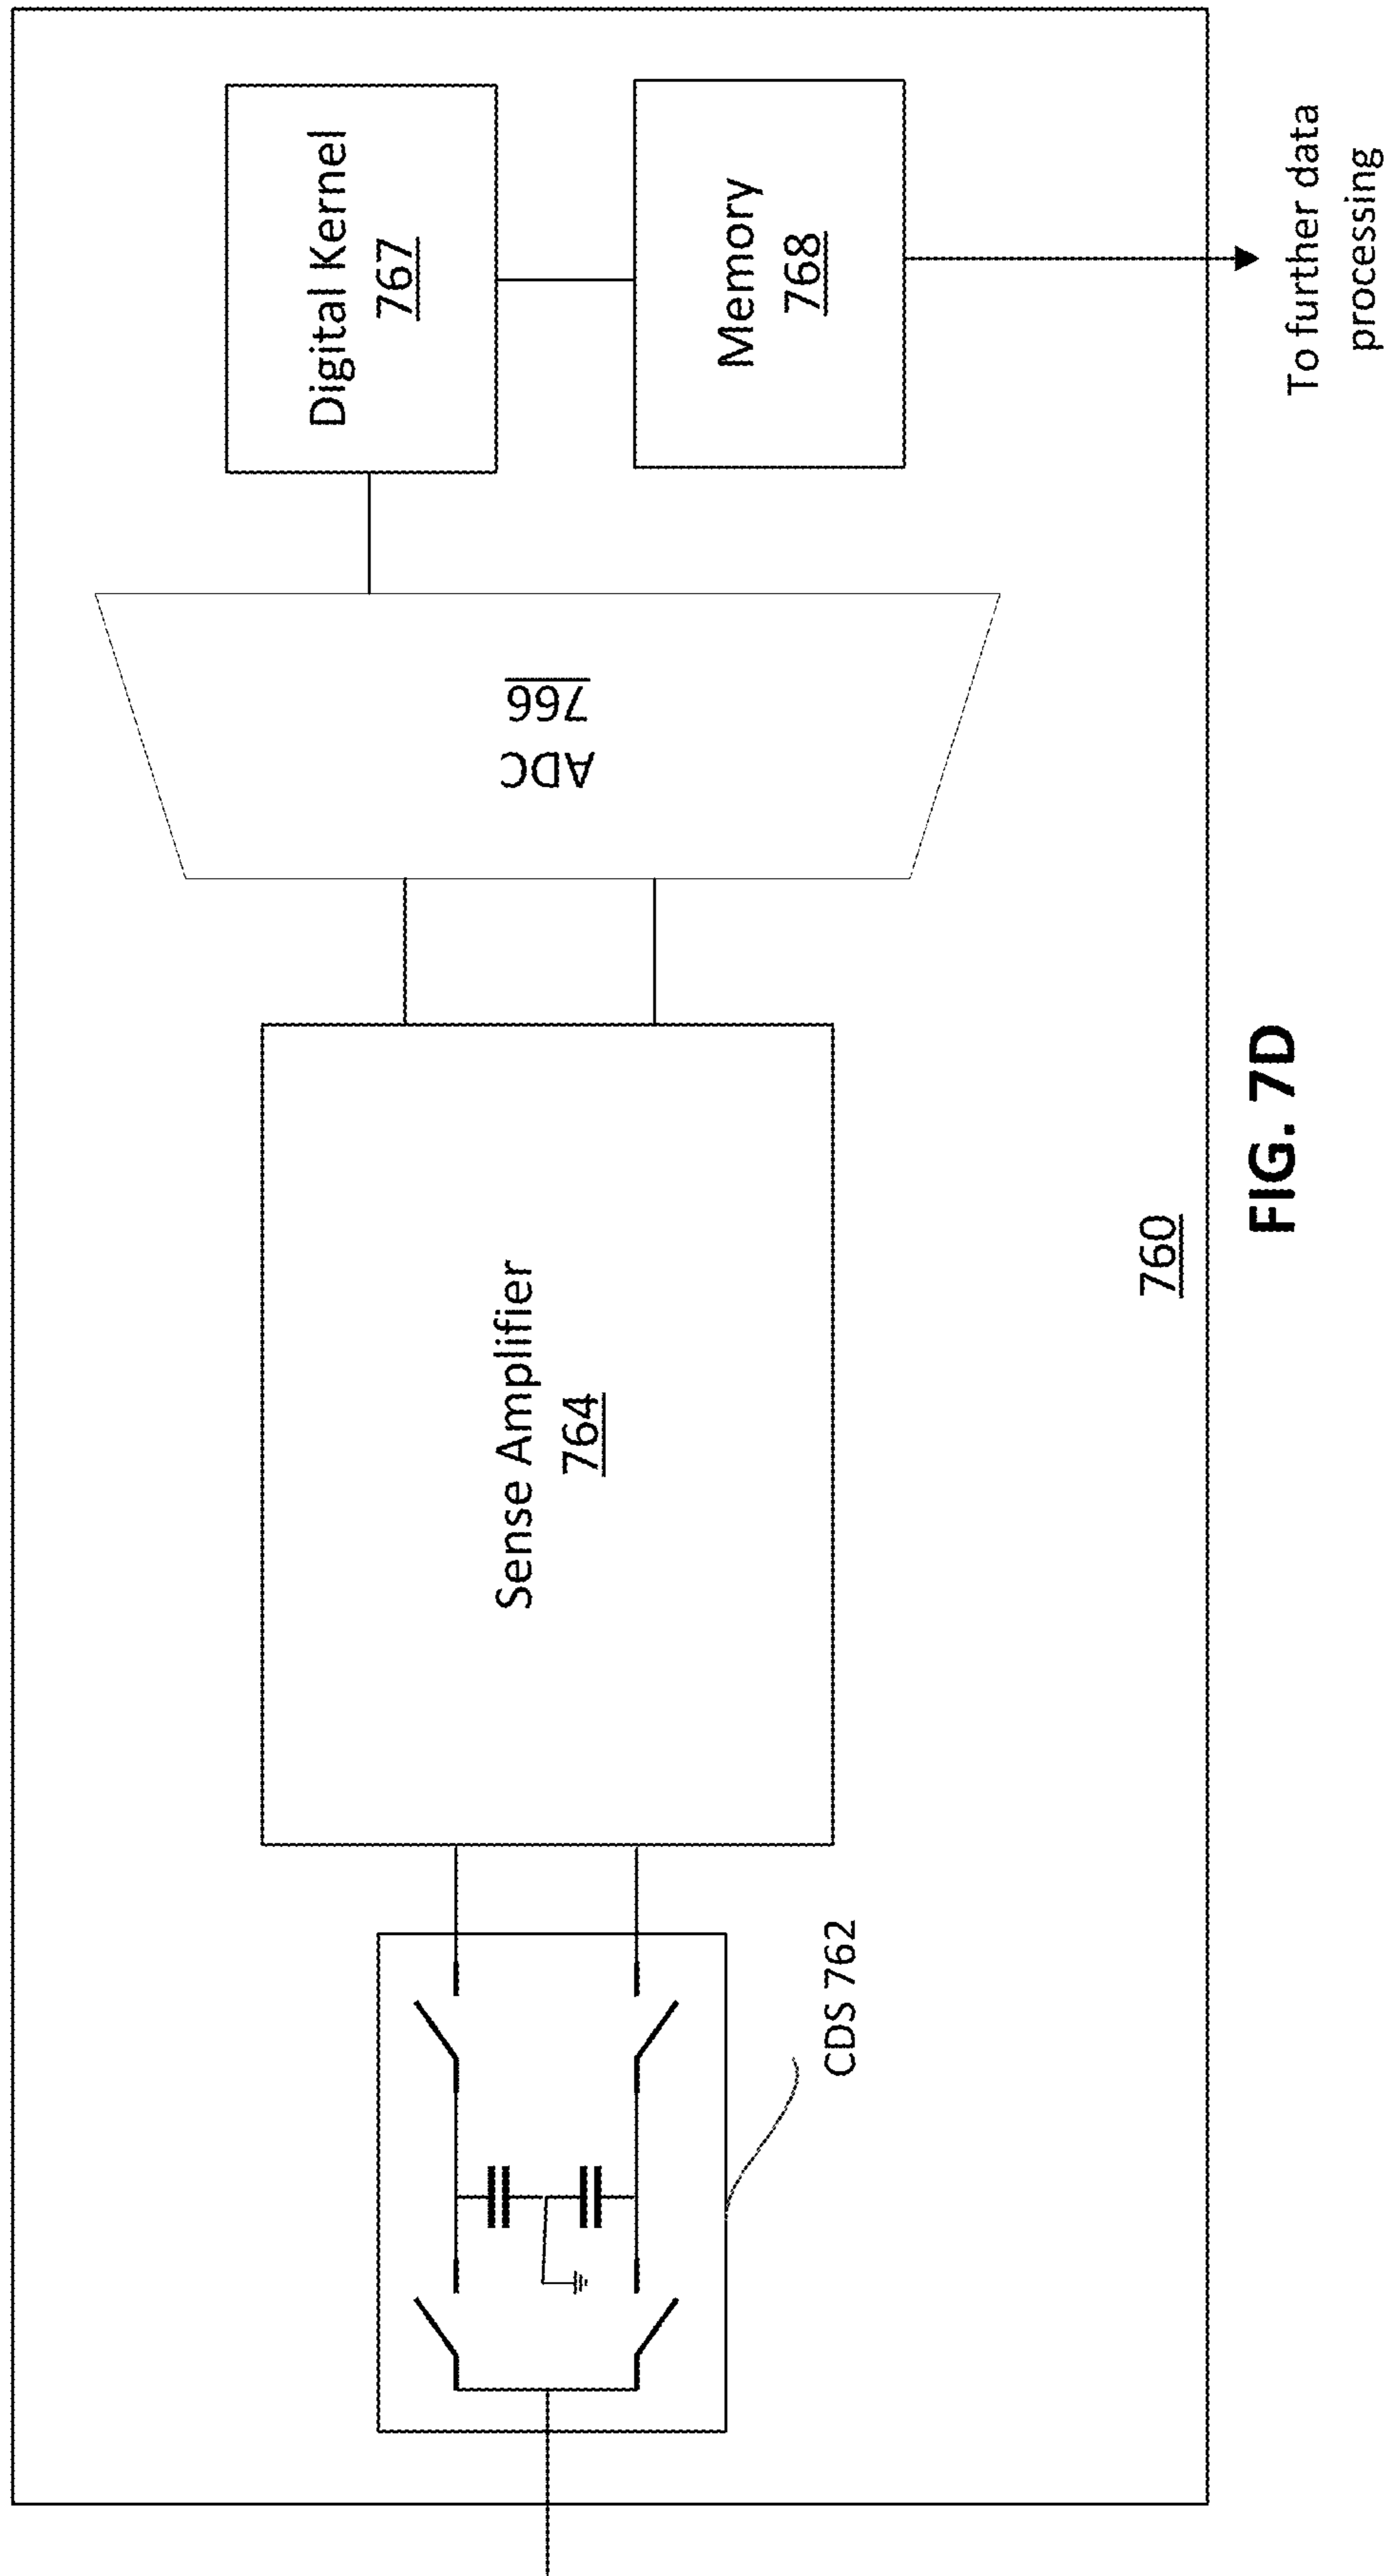 CDS 762
Sense Amplifier
764
ADC
766
Digital Kernel
767
Memory
768
To further data
processing
760
FIG. 7D